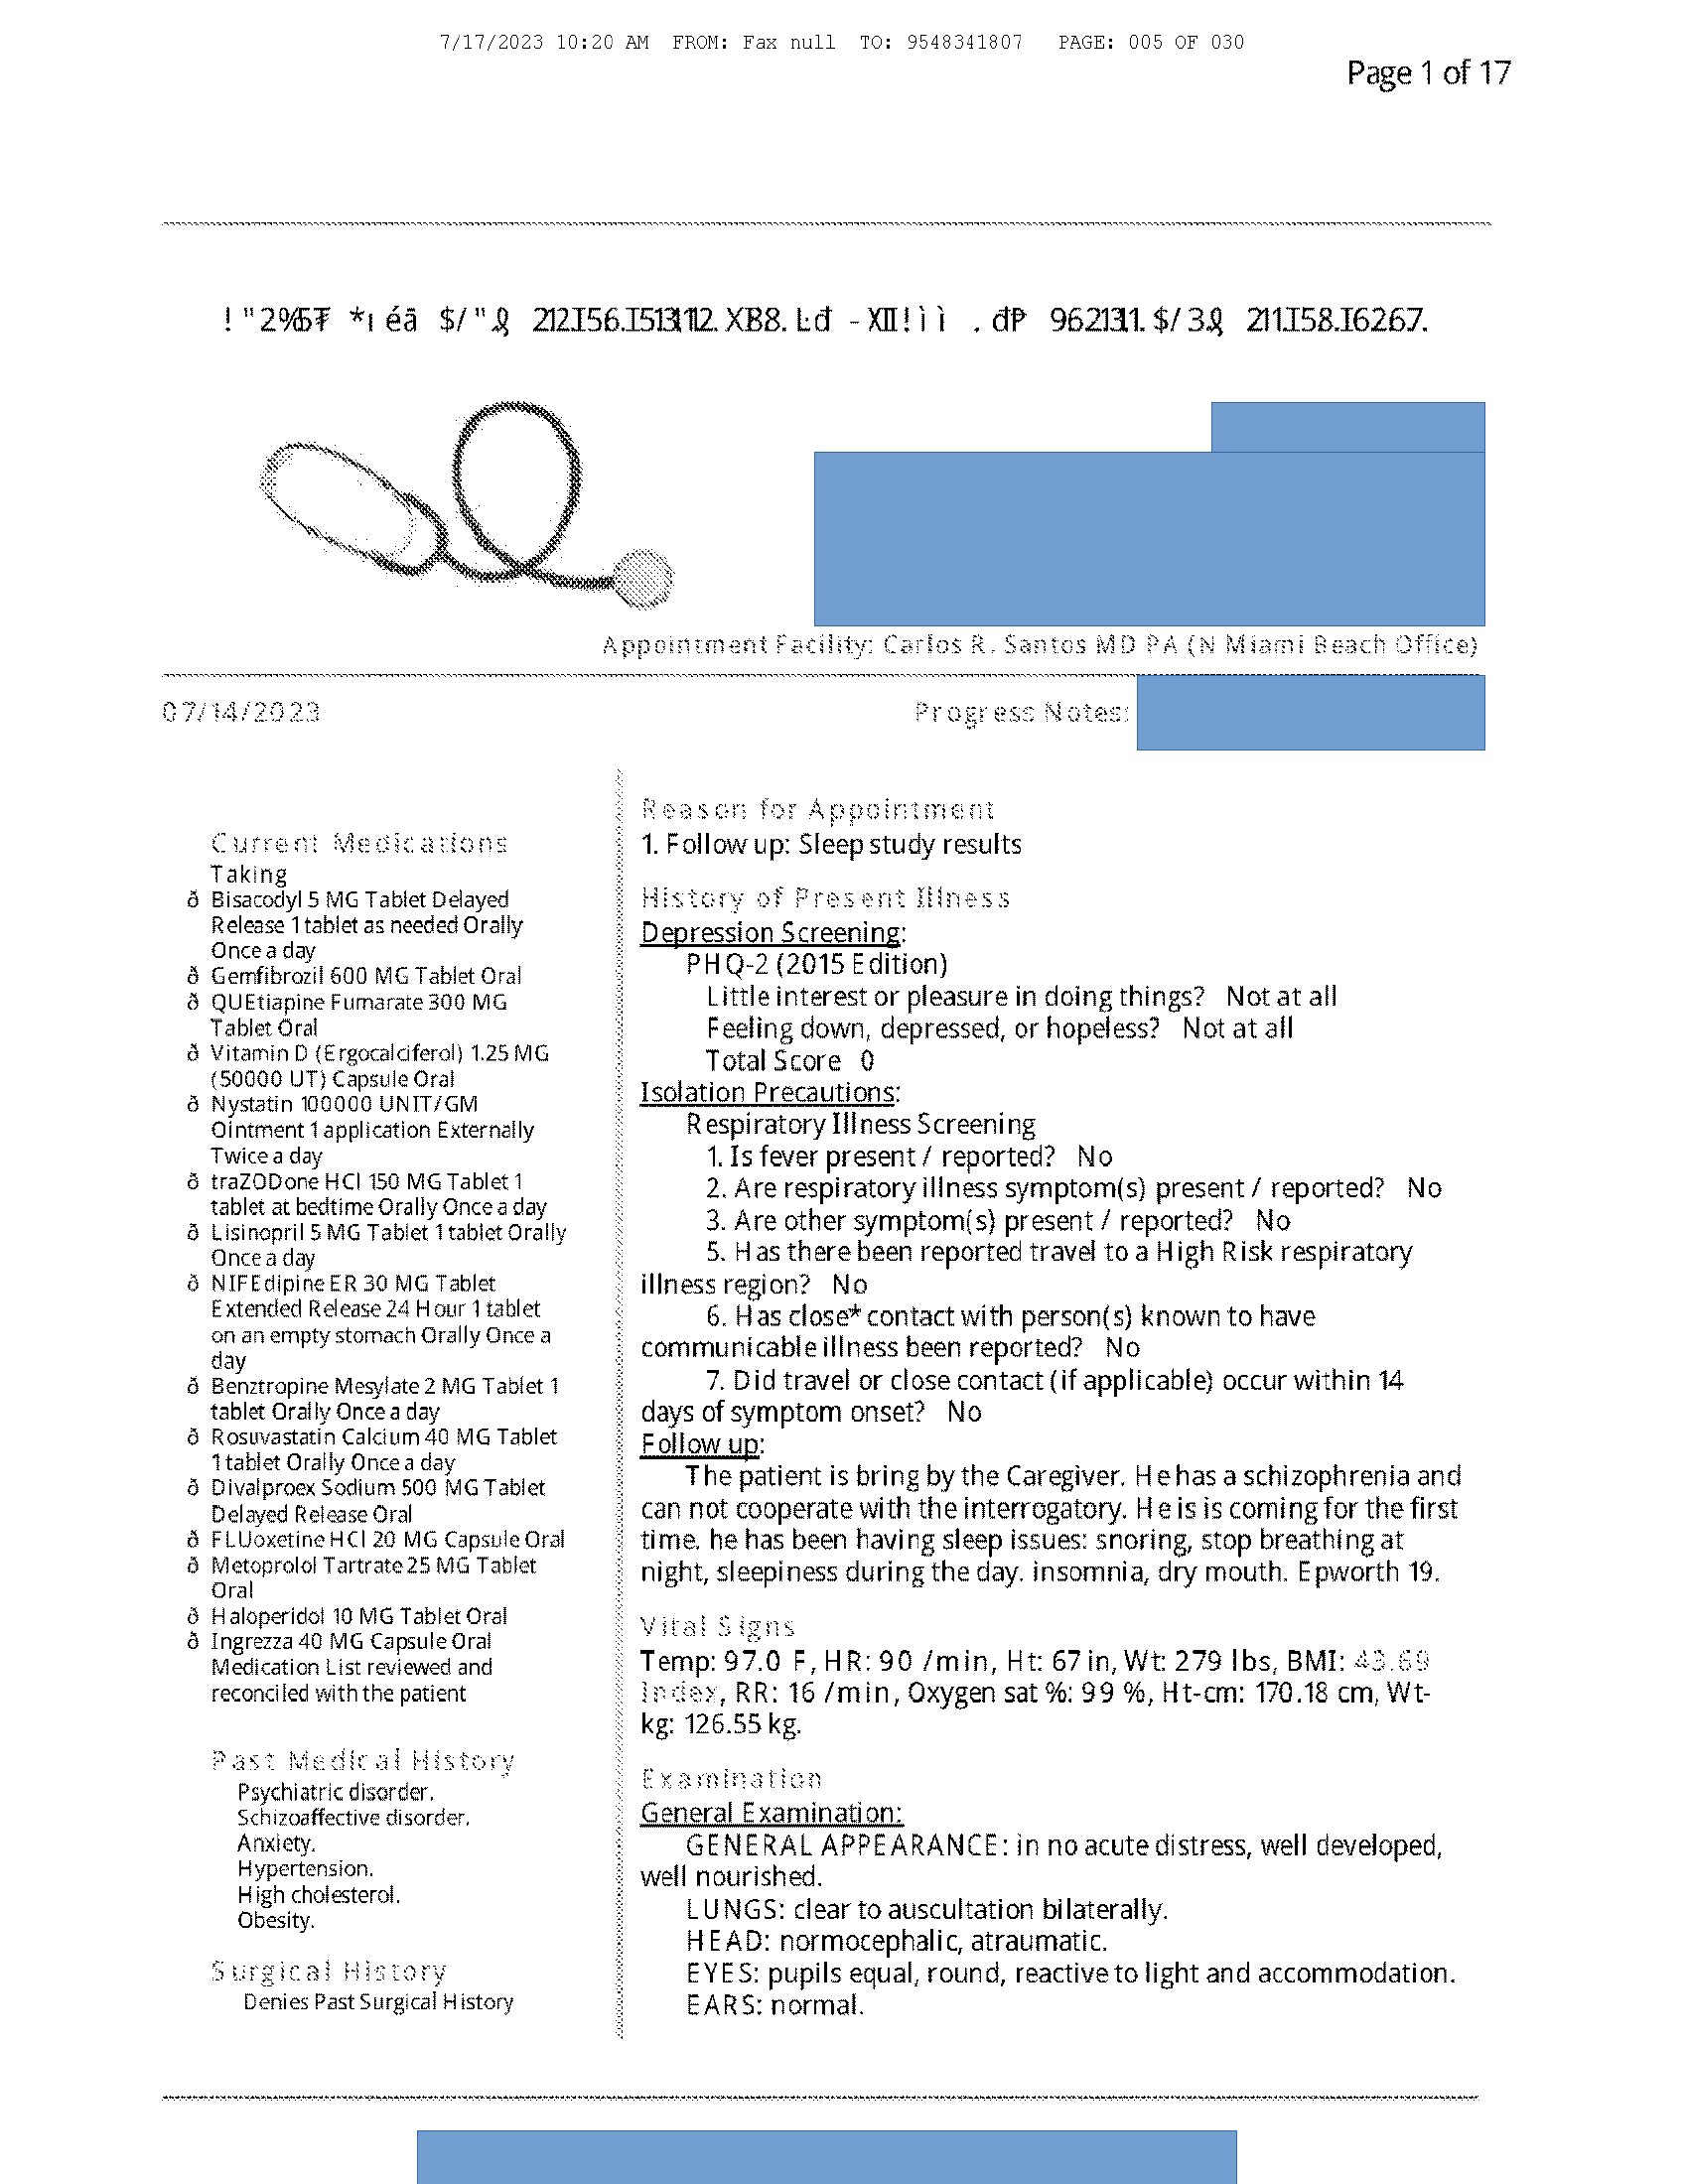 7/17/2023 10:20 AM FROM: Fax null TO: 9548341807 PAGE: 005 OF 030
Page 1 of 17
Appointment Facility: Carlos R. Santos MD PA (N Miami Beach Office)
07/14/2023
Progress Notes:
Current Medications
Taking
ð Bisacodyl 5 MG Tablet Delayed
Release 1 tablet as needed Orally
Once a day
ð Gemfibrozil 600 MG Tablet Oral
ð QUEtiapine Fumarate 300 MG
Tablet Oral
ð Vitamin D (Ergocalciferol) 1.25 MG
(50000 UT) Capsule Oral
ð Nystatin 100000 UNIT/GM
Ointment 1 application Externally
Twice a day
ð traZODone HCl 150 MG Tablet 1
tablet at bedtime Orally Once a day
ð Lisinopril 5 MG Tablet 1 tablet Orally
Once a day
ð NIFEdipine ER 30 MG Tablet
Extended Release 24 Hour 1 tablet
on an empty stomach Orally Once a
day
ð Benztropine Mesylate 2 MG Tablet 1
tablet Orally Once a day
ð Rosuvastatin Calcium 40 MG Tablet
1 tablet Orally Once a day
ð Divalproex Sodium 500 MG Tablet
Delayed Release Oral
ð FLUoxetine HCl 20 MG Capsule Oral
ð Metoprolol Tartrate 25 MG Tablet
Oral
ð Haloperidol 10 MG Tablet Oral
ð Ingrezza 40 MG Capsule Oral
Medication List reviewed and
reconciled with the patient
Past Medical History
Psychiatric disorder.
Schizoaffective disorder.
Anxiety.
Hypertension.
High cholesterol.
Obesity.
Surgical History
Denies Past Surgical History
Reason for Appointment
1. Follow up: Sleep study results
History of Present Illness
Depression Screening:
PHQ-2 (2015 Edition)
Little interest or pleasure in doing things? Not at all
Feeling down, depressed, or hopeless? Not at all
Total Score 0
Isolation Precautions:
Respiratory Illness Screening
1. Is fever present / reported? No
2. Are respiratory illness symptom(s) present / reported? No
3. Are other symptom(s) present / reported? No
5. Has there been reported travel to a High Risk respiratory
illness region? No
6. Has close* contact with person(s) known to have
communicable illness been reported? No
7. Did travel or close contact (if applicable) occur within 14
days of symptom onset? No
Follow up:
The patient is bring by the Caregiver. He has a schizophrenia and
can not cooperate with the interrogatory. He is is coming for the first
time. he has been having sleep issues: snoring, stop breathing at
night, sleepiness during the day. insomnia, dry mouth. Epworth 19.
Vital Signs
Temp: 97.0 F, HR: 90 /min, Ht: 67 in, Wt: 279 lbs, BMI: 43.69
Index, RR: 16 /min, Oxygen sat %: 99 %, Ht-cm: 170.18 cm, Wt-
kg: 126.55 kg.
Examination
General Examination:
GENERAL APPEARANCE: in no acute distress, well developed,
well nourished.
LUNGS: clear to auscultation bilaterally.
HEAD: normocephalic, atraumatic.
EYES: pupils equal, round, reactive to light and accommodation.
EARS: normal.